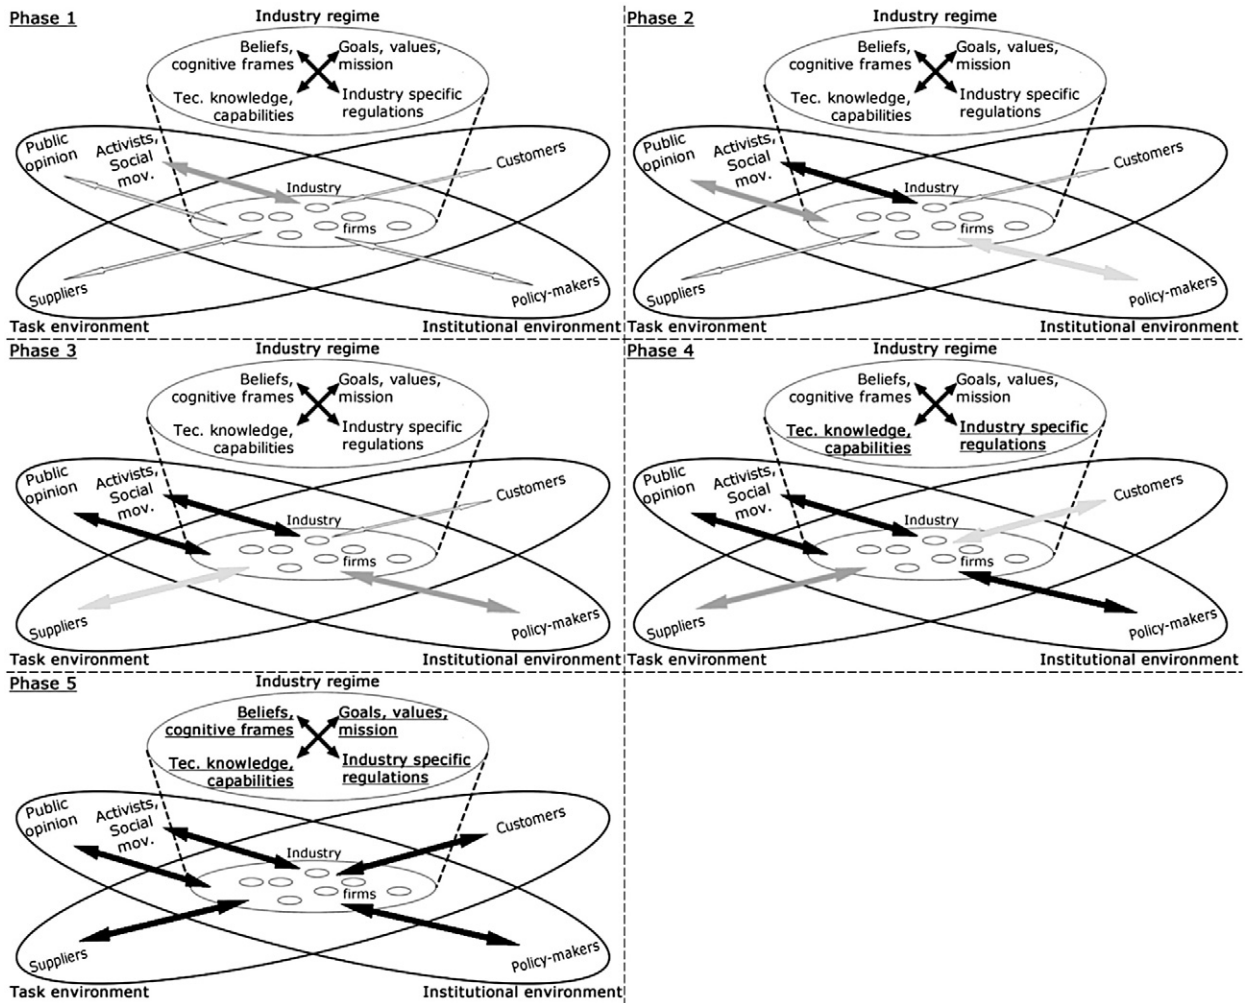 Phase 1
Industry regime
Beliefs,
cognitive frames
Goals, values,
mission
Tec. knowledge,
capabilities
Industry specific
regulations
Public
opinion
Activists,
Social
mov.
Customers
Industry
firms
Suppliers
Policy-makers
Task environment
Institutional environment
Phase 2
Industry regime
Beliefs,
cognitive frames
Goals, values,
mission
Tec. knowledge,
capabilities
Industry specific
regulations
Public
opinion
Activists,
Social
mov.
Customers
Industry
firms
Suppliers
Policy-makers
Task environment
Institutional environment
Phase 3
Industry regime
Beliefs,
cognitive frames
Goals, values,
mission
Tec. knowledge,
capabilities
Industry specific
regulations
Public
opinion
Activists,
Social
mov.
Customers
Industry
firms
Suppliers
Policy-makers
Task environment
Institutional environment
Phase 4
Industry regime
Beliefs,
cognitive frames
Goals, values,
mission
Tec. knowledge,
capabilities
Industry specific
regulations
Public
opinion
Activists,
Social
mov.
Customers
Industry
firms
Suppliers
Policy-makers
Task environment
Institutional environment
Phase 5
Industry regime
Beliefs,
cognitive frames
Goals, values,
mission
Tec. knowledge,
capabilities
Industry specific
regulations
Public
opinion
Activists,
Social
mov.
Customers
Industry
firms
Suppliers
Policy-makers
Task environment
Institutional environment